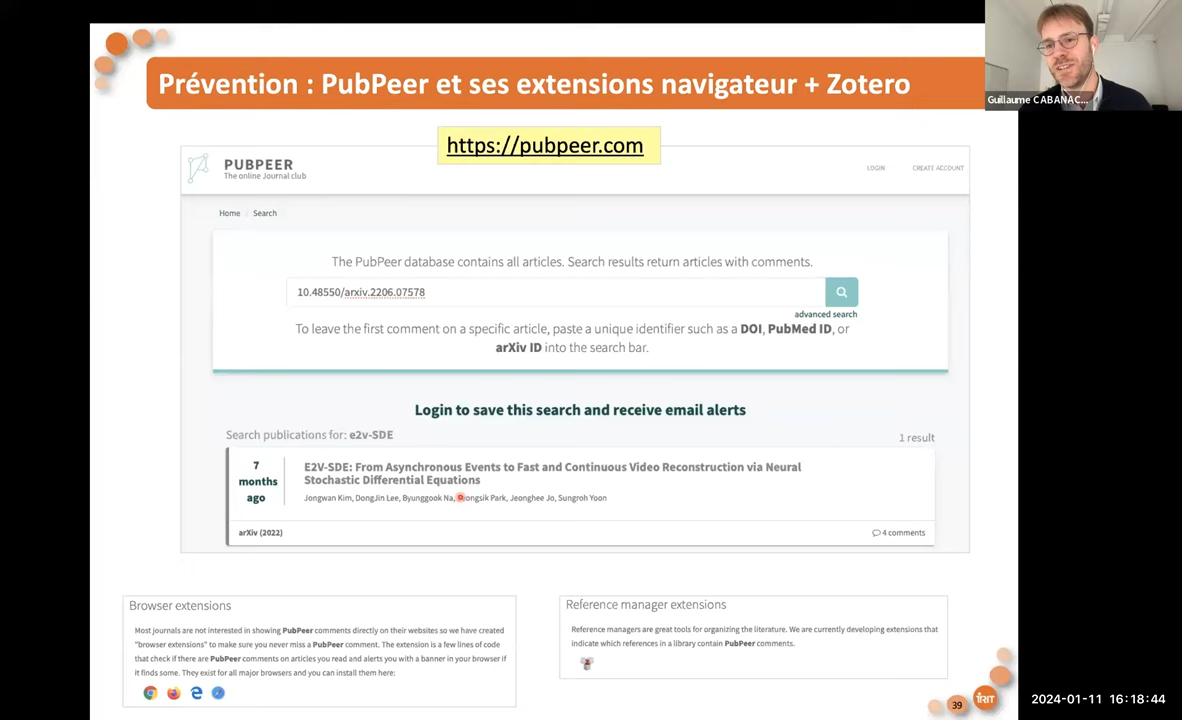 Prévention : PubPeer et ses extensions navigateur + Zotero
Guillaume CABANAC...
https://pubpeer.com
PUBPEER
The online Journal club
LOGIN
CREATE ACCOUNT
Home / Search
The PubPeer database contains all articles. Search results return articles with comments.
10.48550/arxiv.2206.07578
advanced search
To leave the first comment on a specific article, paste a unique identifier such as a DOI, PubMed ID, or
arXiv ID into the search bar.
Login to save this search and receive email alerts
Search publications for: e2v-SDE
1 result
7
months
ago
E2V-SDE: From Asynchronous Events to Fast and Continuous Video Reconstruction via Neural
Stochastic Differential Equations
Jongwan Kim, DongJin Lee, Byunggook Na, Park, Jeonghee Jo, Sungroh Yoon
arXiv (2022)
4 comments
Browser extensions
Most journals are not interested in showing PubPeer comments directly on their websites so we have created
"browser extensions" to make sure you never miss a PubPeer comment. The extension is a few lines of code
that check if there are PubPeer comments on articles you read and alerts you with a banner in your browser if
it finds some. They exist for all major browsers and you can install them here:
Reference manager extensions
Reference managers are great tools for organizing the literature. We are currently developing extensions that
indicate which references in a library contain PubPeer comments.
39
IRIT
2024-01-11 16:18:44